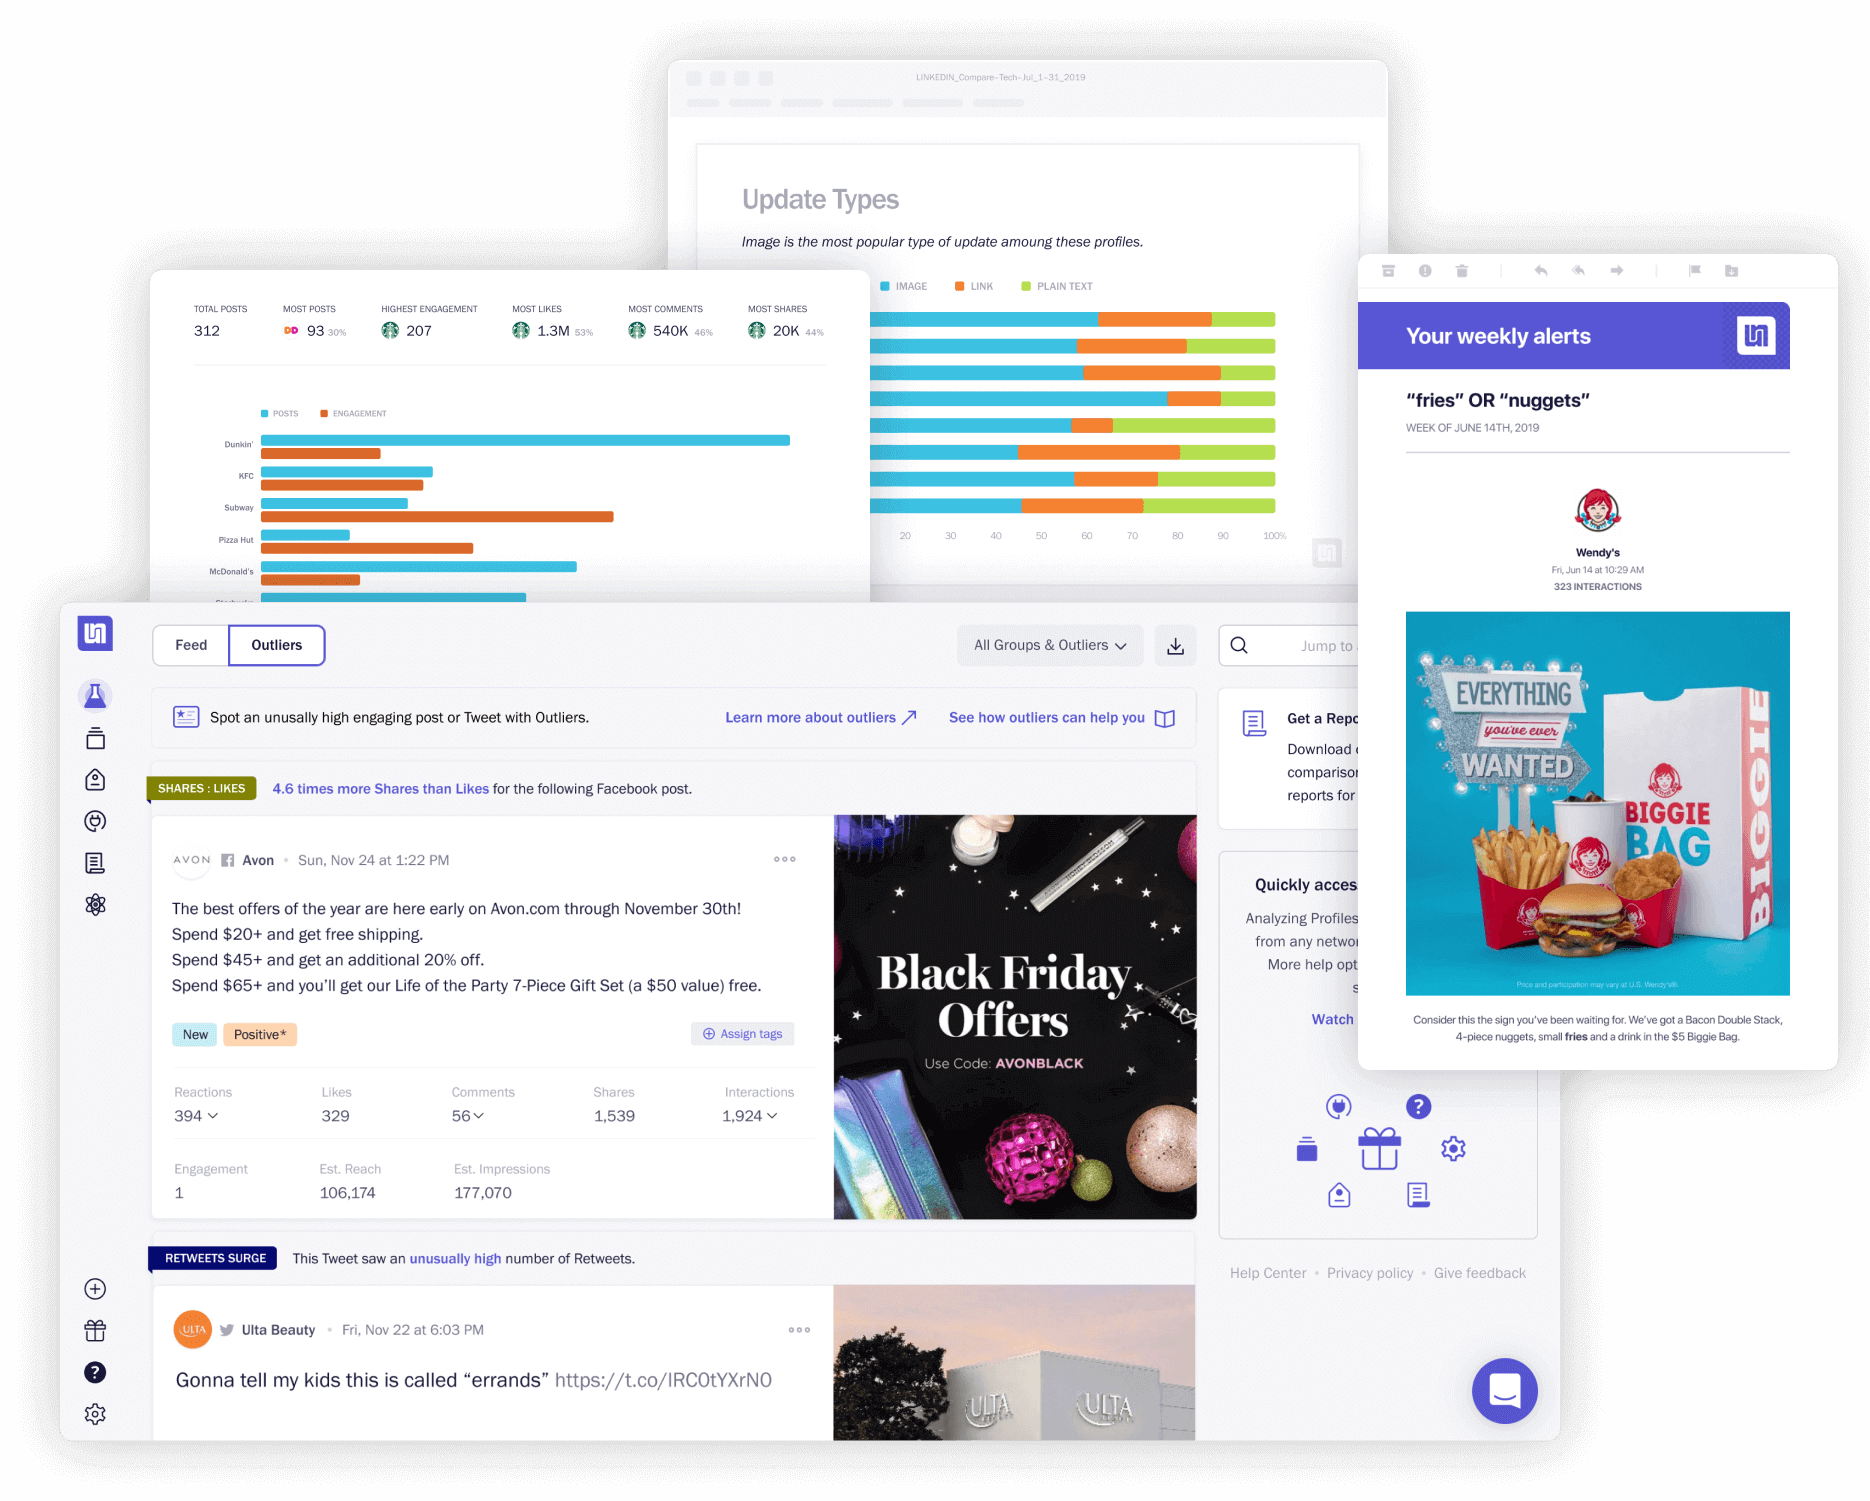 LINKEDIN_Compare-Tech-Jul_1-31_2019
Update Types
Image is the most popular type of update amoung these profiles.
IMAGE LINK PLAIN TEXT
20 30 40 50 60 70 80 90 100%
TOTAL POSTS MOST POSTS HIGHEST ENGAGEMENT MOST LIKES MOST COMMENTS MOST SHARES
312 DD 93 30% 207 1.3M 53% 540K 46% 20K 44%
POSTS ENGAGEMENT
Dunkin'
KFC
Subway
Pizza Hut
McDonald's
Your weekly alerts
“fries” OR “nuggets”
WEEK OF JUNE 14TH, 2019
Wendy's
Fri, Jun 14 at 10:29 AM
323 INTERACTIONS
EVERYTHING
you've ever
WANTED
BIGGIE
BAG
BIGGIE
Price and participation may vary at U.S. Wendy's®.
Consider this the sign you've been waiting for. We've got a Bacon Double Stack,
4-piece nuggets, small fries and a drink in the $5 Biggie Bag.
Feed Outliers
All Groups & Outliers
Jump to
Spot an unusally high engaging post or Tweet with Outliers.
Learn more about outliers See how outliers can help you
SHARES : LIKES 4.6 times more Shares than Likes for the following Facebook post.
AVON Avon • Sun, Nov 24 at 1:22 PM
The best offers of the year are here early on Avon.com through November 30th!
Spend $20+ and get free shipping.
Spend $45+ and get an additional 20% off.
Spend $65+ and you’ll get our Life of the Party 7-Piece Gift Set (a $50 value) free.
New Positive* Assign tags
Reactions Likes Comments Shares Interactions
394 329 56 1,539 1,924
Engagement Est. Reach Est. Impressions
1 106,174 177,070
Black Friday
Offers
Use Code: AVONBLACK
RETWEETS SURGE This Tweet saw an unusually high number of Retweets.
ULTA Ulta Beauty • Fri, Nov 22 at 6:03 PM
Gonna tell my kids this is called “errands” https://t.co/lRC0tYXrN0
ULTA
ULTA
Get a Repo
Download
comparison
reports for
Quickly acces
Analyzing Profiles
from any netwo
More help opt
Watch
Help Center • Privacy policy • Give feedback